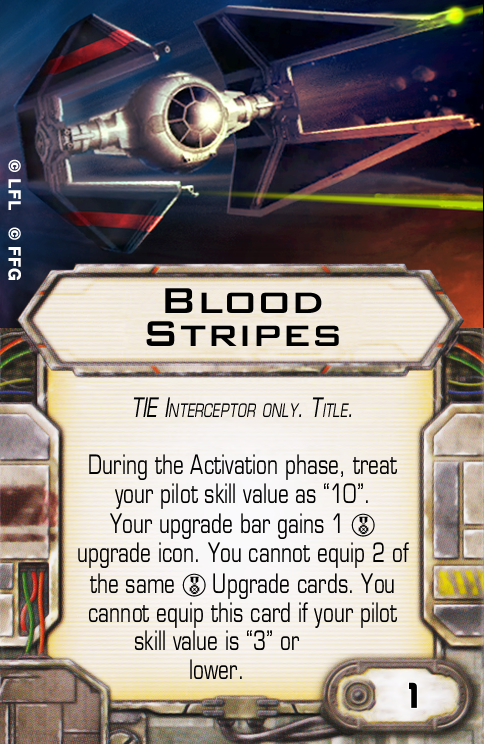 © LFL © FFG
BLOOD
STRIPES
TIE INTERCEPTOR ONLY. TITLE.
During the Activation phase, treat
your pilot skill value as “10”.
Your upgrade bar gains 1
upgrade icon. You cannot equip 2 of
the same Upgrade cards. You
cannot equip this card if your pilot
skill value is “3” or
lower.
1